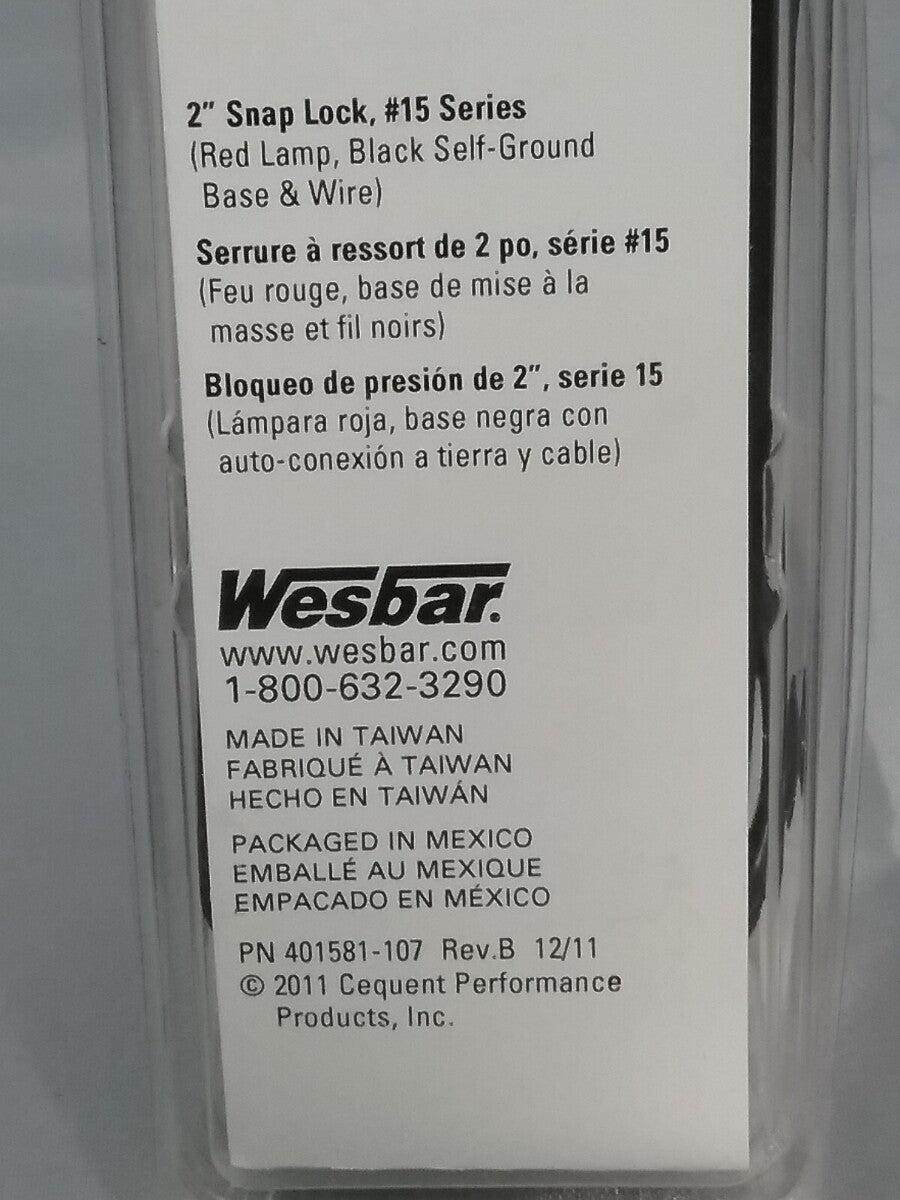 2" Snap Lock, #15 Series
(Red Lamp, Black Self-Ground
Base & Wire)
Serrure à ressort de 2 po, série #15
(Feu rouge, base de mise à la
masse et fil noirs)
Bloqueo de presión de 2", serie 15
(Lámpara roja, base negra con
auto-conexión a tierra y cable)
Wesbar.
www.wesbar.com
1-800-632-3290
MADE IN TAIWAN
FABRIQUÉ À TAIWAN
HECHO EN TAIWÁN
PACKAGED IN MEXICO
EMBALLÉ AU MEXIQUE
EMPACADO EN MÉXICO
PN 401581-107 Rev.B 12/11
© 2011 Cequent Performance
Products, Inc.